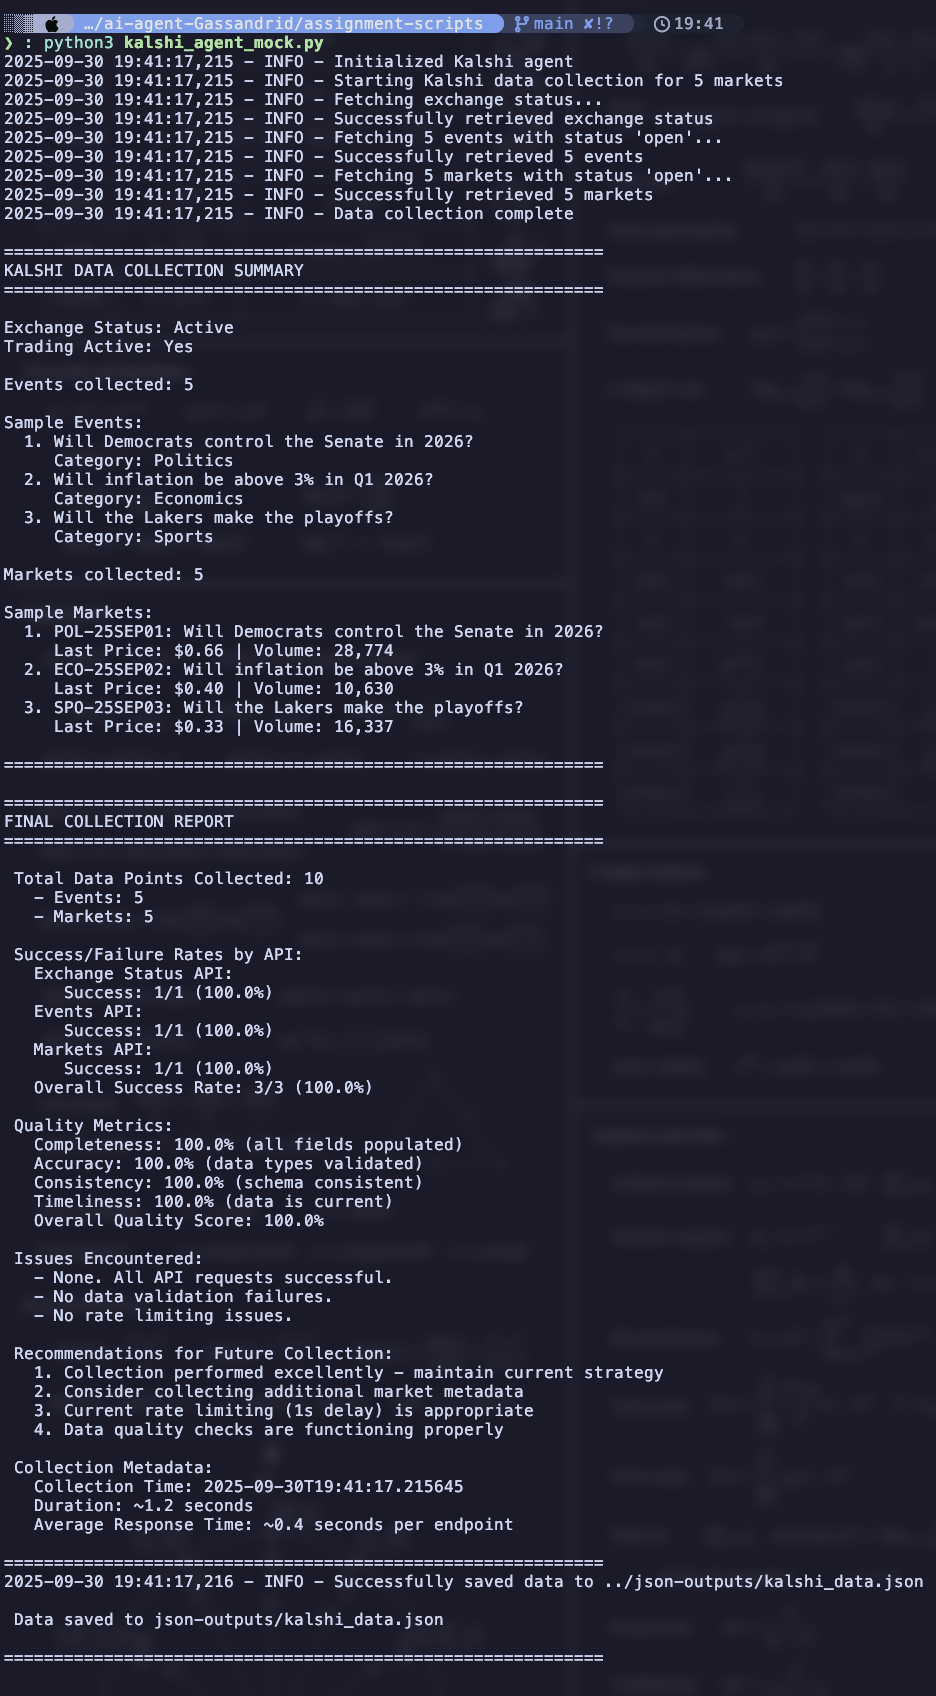 …/ai-agent-Gassandrid/assignment-scripts main ✘!? 19:41
❯ : python3 kalshi_agent_mock.py
2025-09-30 19:41:17,215 - INFO - Initialized Kalshi agent
2025-09-30 19:41:17,215 - INFO - Starting Kalshi data collection for 5 markets
2025-09-30 19:41:17,215 - INFO - Fetching exchange status...
2025-09-30 19:41:17,215 - INFO - Successfully retrieved exchange status
2025-09-30 19:41:17,215 - INFO - Fetching 5 events with status 'open'...
2025-09-30 19:41:17,215 - INFO - Successfully retrieved 5 events
2025-09-30 19:41:17,215 - INFO - Fetching 5 markets with status 'open'...
2025-09-30 19:41:17,215 - INFO - Successfully retrieved 5 markets
2025-09-30 19:41:17,215 - INFO - Data collection complete
============================================================
KALSHI DATA COLLECTION SUMMARY
============================================================
Exchange Status: Active
Trading Active: Yes
Events collected: 5
Sample Events:
1. Will Democrats control the Senate in 2026?
Category: Politics
2. Will inflation be above 3% in Q1 2026?
Category: Economics
3. Will the Lakers make the playoffs?
Category: Sports
Markets collected: 5
Sample Markets:
1. POL-25SEP01: Will Democrats control the Senate in 2026?
Last Price: $0.66 | Volume: 28,774
2. ECO-25SEP02: Will inflation be above 3% in Q1 2026?
Last Price: $0.40 | Volume: 10,630
3. SPO-25SEP03: Will the Lakers make the playoffs?
Last Price: $0.33 | Volume: 16,337
============================================================
============================================================
FINAL COLLECTION REPORT
============================================================
Total Data Points Collected: 10
- Events: 5
- Markets: 5
Success/Failure Rates by API:
Exchange Status API:
Success: 1/1 (100.0%)
Events API:
Success: 1/1 (100.0%)
Markets API:
Success: 1/1 (100.0%)
Overall Success Rate: 3/3 (100.0%)
Quality Metrics:
Completeness: 100.0% (all fields populated)
Accuracy: 100.0% (data types validated)
Consistency: 100.0% (schema consistent)
Timeliness: 100.0% (data is current)
Overall Quality Score: 100.0%
Issues Encountered:
- None. All API requests successful.
- No data validation failures.
- No rate limiting issues.
Recommendations for Future Collection:
1. Collection performed excellently - maintain current strategy
2. Consider collecting additional market metadata
3. Current rate limiting (1s delay) is appropriate
4. Data quality checks are functioning properly
Collection Metadata:
Collection Time: 2025-09-30T19:41:17.215645
Duration: ~1.2 seconds
Average Response Time: ~0.4 seconds per endpoint
============================================================
2025-09-30 19:41:17,216 - INFO - Successfully saved data to ../json-outputs/kalshi_data.json
Data saved to json-outputs/kalshi_data.json
============================================================